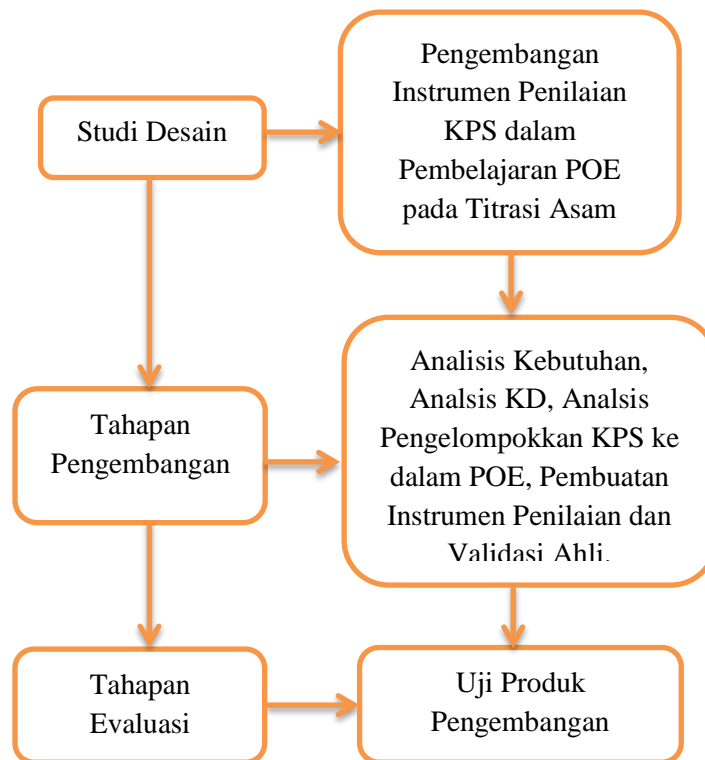 Studi Desain
Pengembangan
Instrumen Penilaian
KPS dalam
Pembelajaran POE
pada Titrasi Asam
Tahapan
Pengembangan
Analisis Kebutuhan,
Analsis KD, Analsis
Pengelompokkan KPS ke
dalam POE, Pembuatan
Instrumen Penilaian dan
Validasi Ahli.
Tahapan
Evaluasi
Uji Produk
Pengembangan